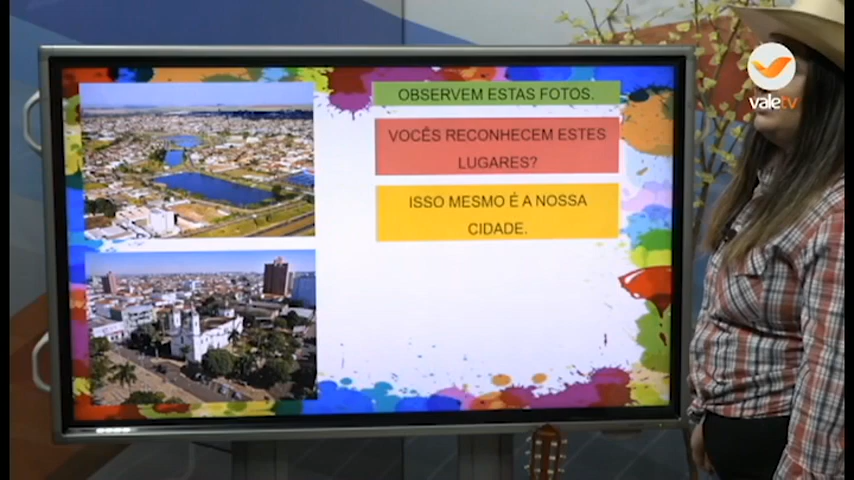 OBSERVEM ESTAS FOTOS.
VOCÊS RECONHECEM ESTES
LUGARES?
ISSO MESMO É A NOSSA
CIDADE.
valetv